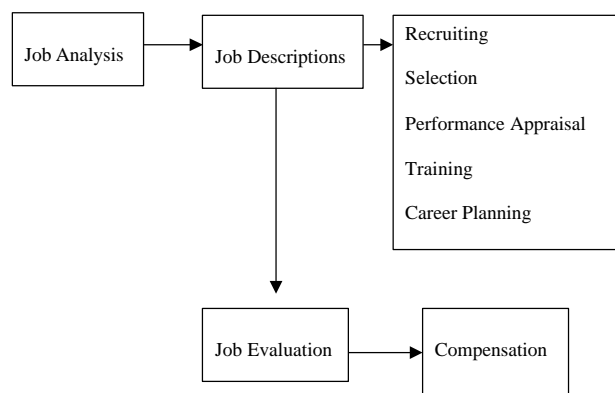 Job Analysis
Job Descriptions
Recruiting
Selection
Performance Appraisal
Training
Career Planning
Job Evaluation
Compensation